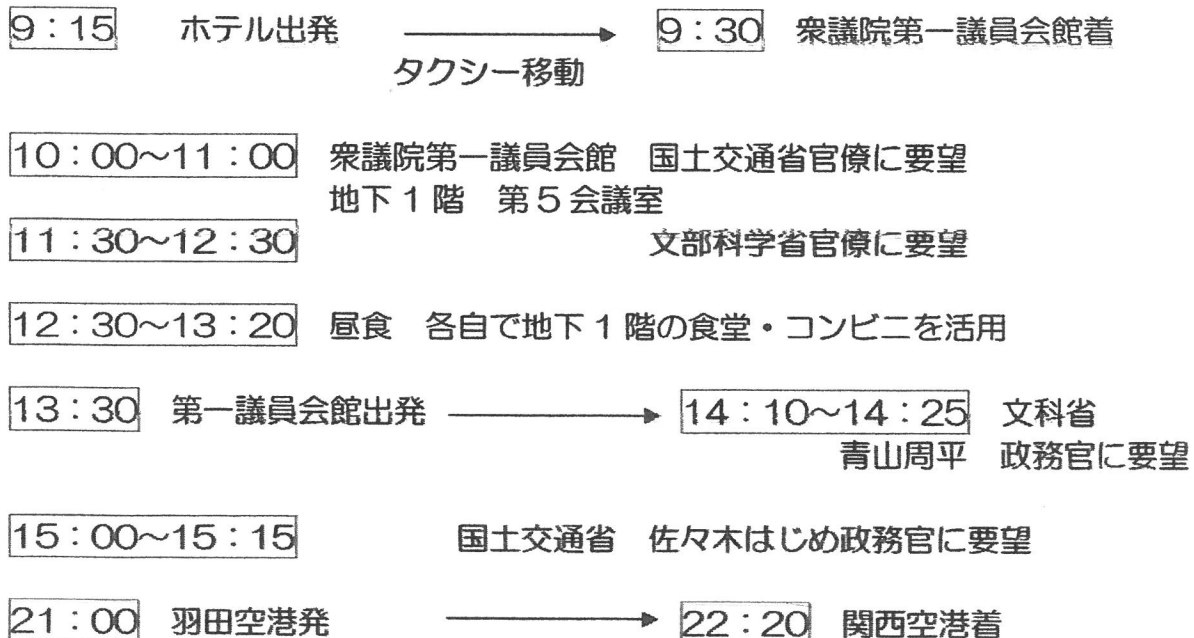 9：15　ホテル出発　9：30　衆議院第一議員会館着
タクシー移動
10：00～11：00　衆議院第一議員会館　国土交通省官僚に要望
地下1階　第5会議室
11：30～12：30　文部科学省官僚に要望
12：30～13：20　昼食　各自で地下1階の食堂・コンビニを活用
13：30　第一議員会館出発　14：10～14：25　文科省
青山周平　政務官に要望
15：00～15：15　国土交通省　佐々木はじめ政務官に要望
21：00　羽田空港発　22：20　関西空港着